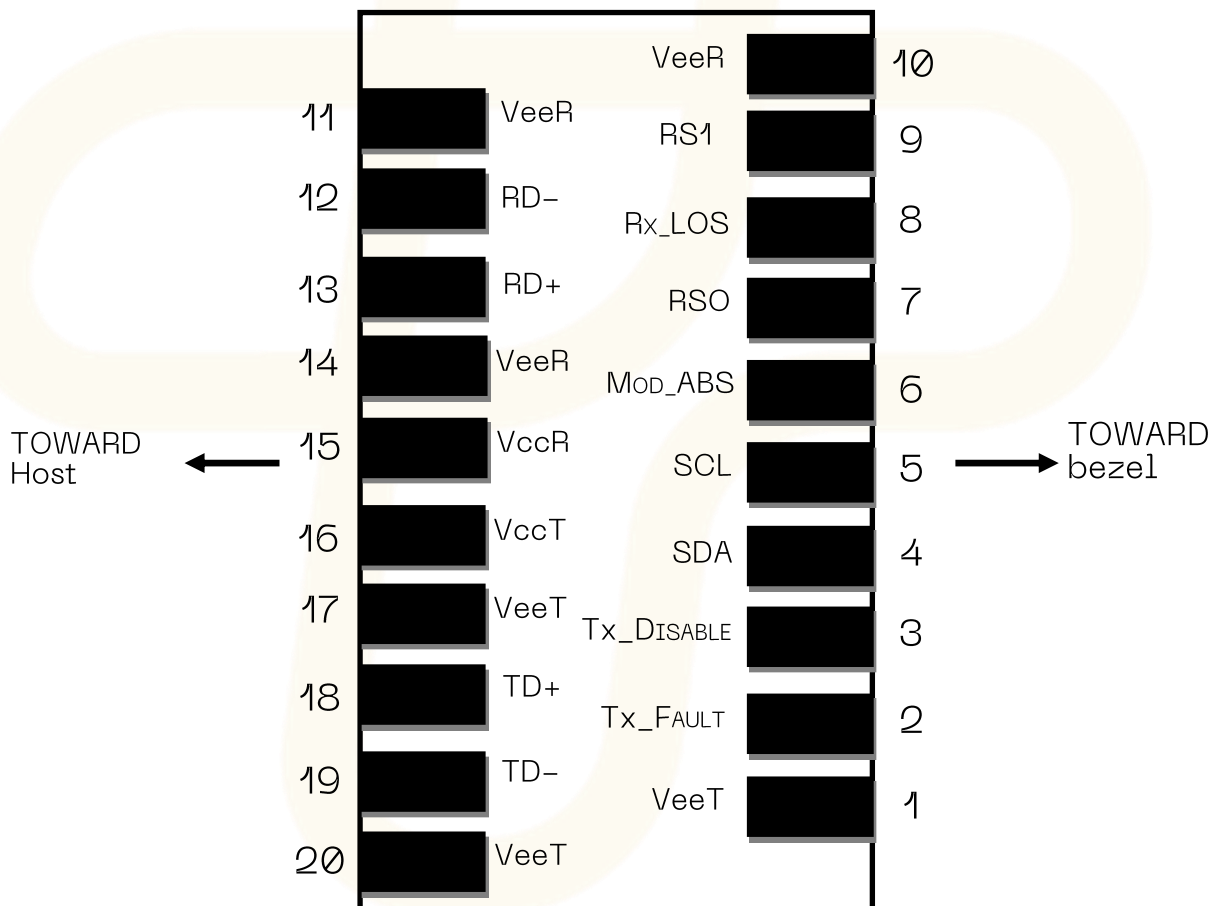 VeeR 10
11 VeeR
RS1 9
12 RD-
Rx_LOS 8
13 RD+
RSO 7
14 VeeR
MOD_ABS 6
TOWARD
Host
15 VccR
SCL 5
TOWARD
bezel
16 VccT
SDA 4
17 VeeT
Tx_DISABLE 3
18 TD+
Tx_FAULT 2
19 TD-
VeeT 1
20 VeeT